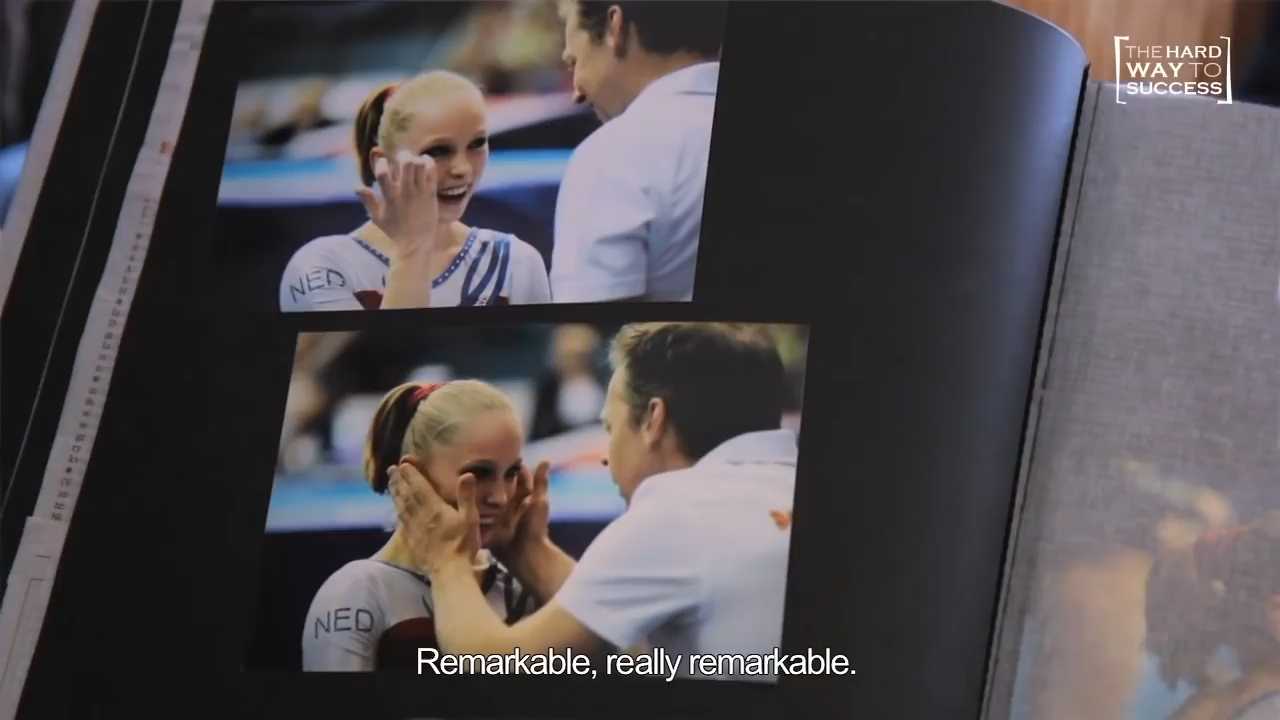 THE HARD
WAY TO
SUCCESS
NED
NED
Remarkable, really remarkable.